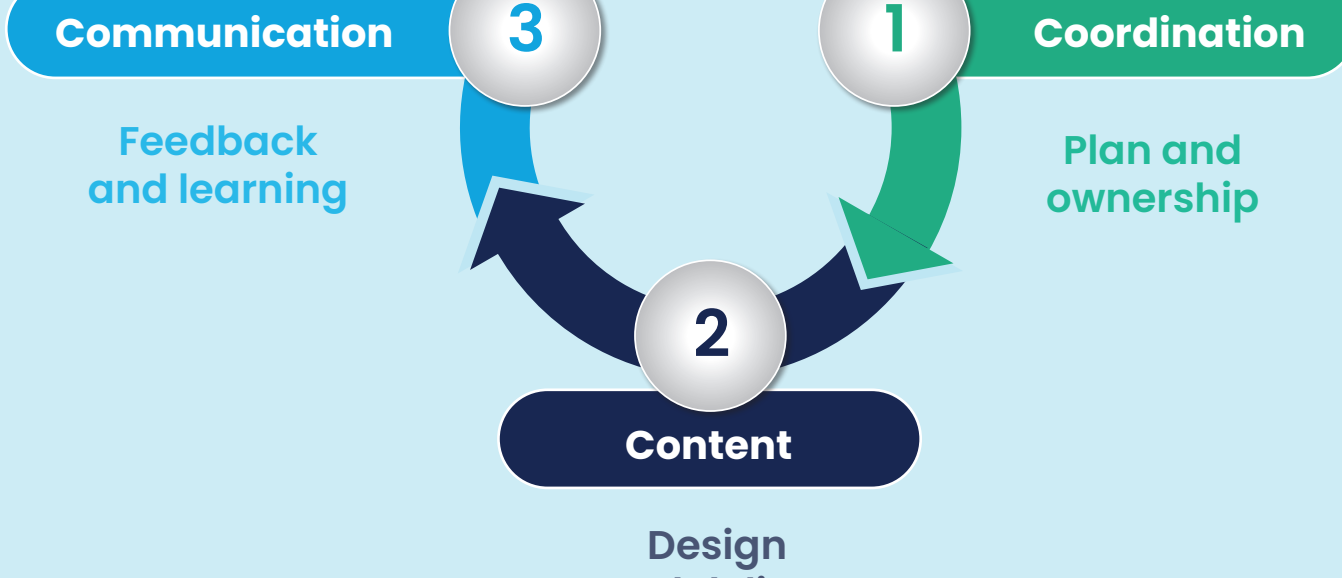 Communication
3
1
Coordination
Feedback
and learning
Plan and
ownership
2
Content
Design